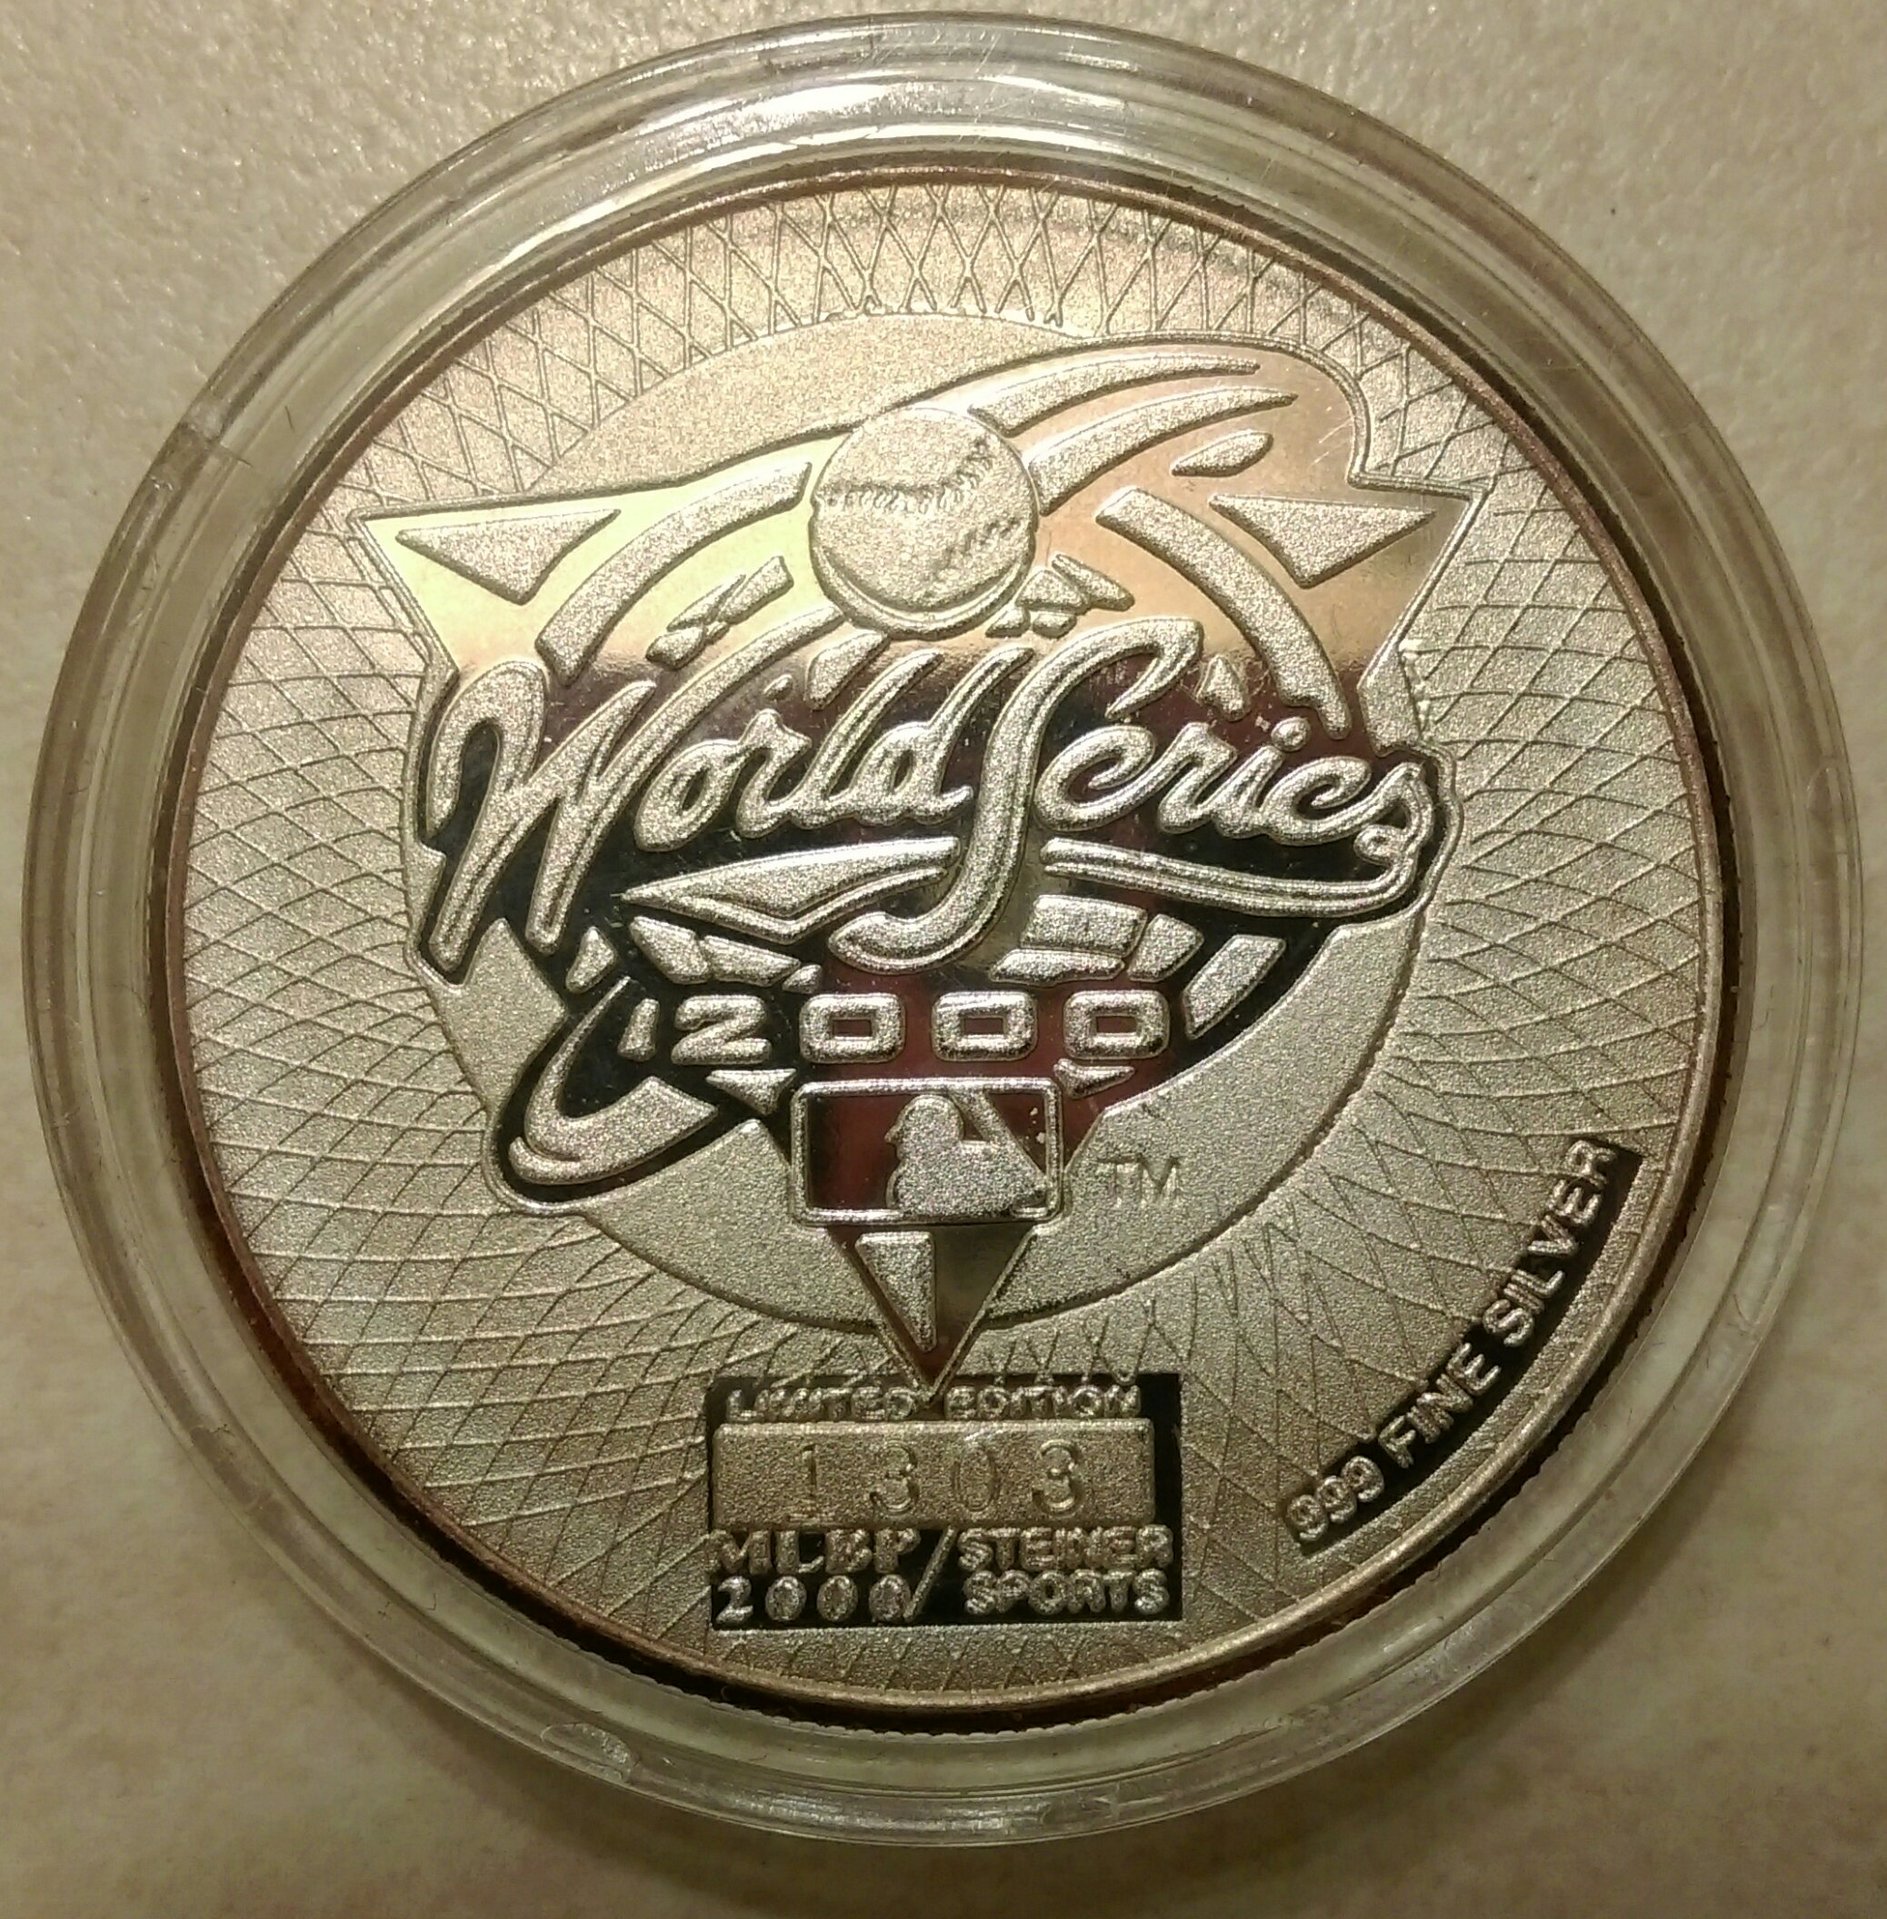 World Series
2000
TM
LIMITED EDITION
1303
MLBP / STEINER
2000 / SPORTS
999 FINE SILVER